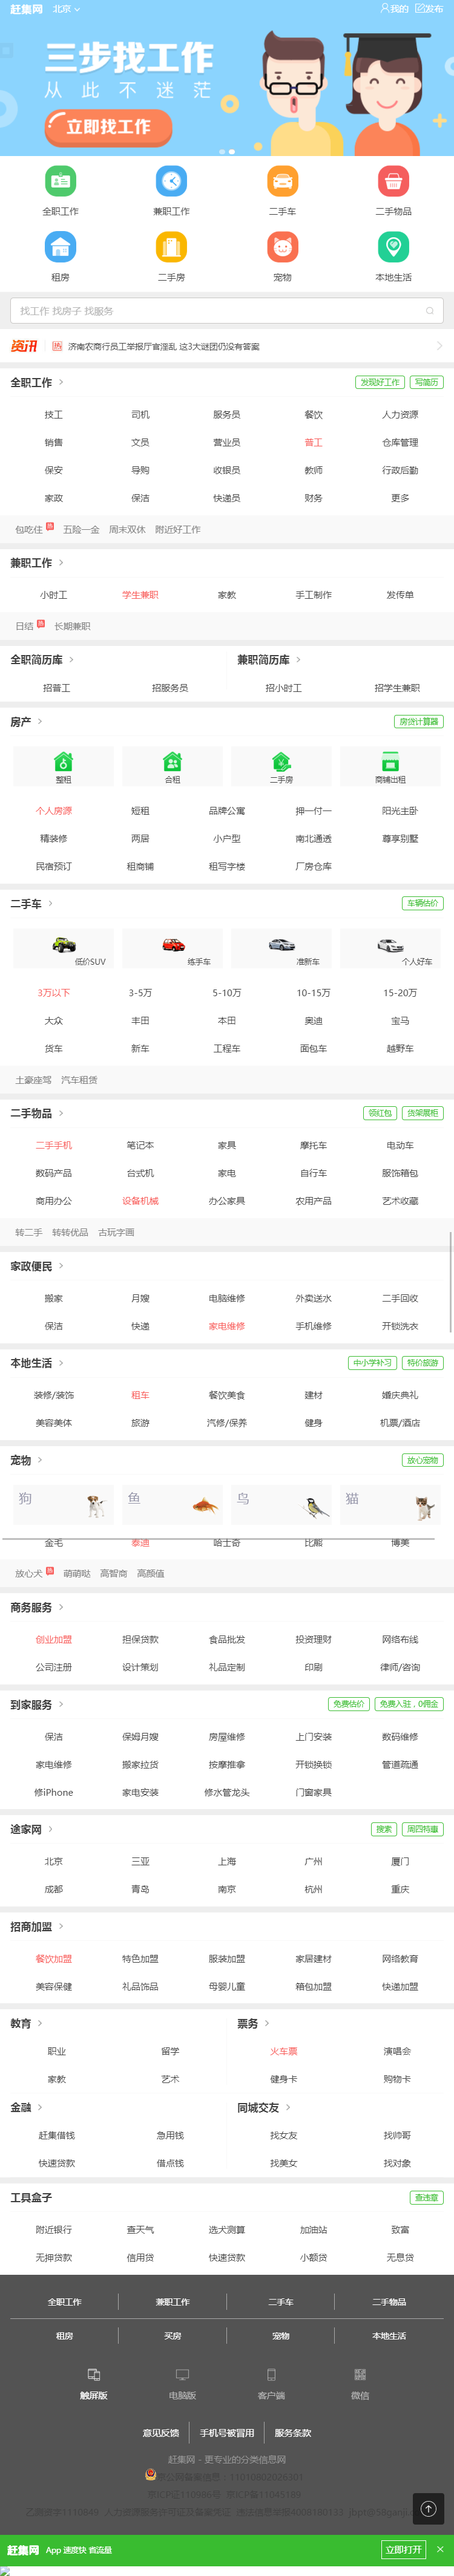 赶集网 北京 我的 发布
三步找工作
从此不迷茫
立即找工作
全职工作 兼职工作 二手车 二手物品
租房 二手房 宠物 本地生活
找工作 找房子 找服务
资讯 热 济南农商行员工举报厅官淫乱 这3大谜团仍没有答案
全职工作 发现好工作 写简历
技工 司机 服务员 餐饮 人力资源
销售 文员 营业员 普工 仓库管理
保安 导购 收银员 教师 行政后勤
家政 保洁 快递员 财务 更多
包吃住 热 五险一金 周末双休 附近好工作
兼职工作
小时工 学生兼职 家教 手工制作 发传单
日结 热 长期兼职
全职简历库 兼职简历库
招普工 招服务员 招小时工 招学生兼职
房产 房贷计算器
整租 合租 二手房 商铺出租
个人房源 短租 品牌公寓 押一付一 阳光主卧
精装修 两居 小户型 南北通透 尊享别墅
民宿预订 租商铺 租写字楼 厂房仓库
二手车 车辆估价
低价SUV 练手车 准新车 个人好车
3万以下 3-5万 5-10万 10-15万 15-20万
大众 丰田 本田 奥迪 宝马
货车 新车 工程车 面包车 越野车
土豪座驾 汽车租赁
二手物品 领红包 货架展柜
二手手机 笔记本 家具 摩托车 电动车
数码产品 台式机 家电 自行车 服饰箱包
商用办公 设备机械 办公家具 农用产品 艺术收藏
转二手 转转优品 古玩字画
家政便民
搬家 月嫂 电脑维修 外卖送水 二手回收
保洁 快递 家电维修 手机维修 开锁洗衣
本地生活 中小学补习 特价旅游
装修/装饰 租车 餐饮美食 建材 婚庆典礼
美容美体 旅游 汽修/保养 健身 机票/酒店
宠物 放心宠物
狗 鱼 鸟 猫
金毛 泰迪 哈士奇 比熊 博美
放心犬 热 萌萌哒 高智商 高颜值
商务服务
创业加盟 担保贷款 食品批发 投资理财 网络布线
公司注册 设计策划 礼品定制 印刷 律师/咨询
到家服务 免费估价 免费入驻，0佣金
保洁 保姆月嫂 房屋维修 上门安装 数码维修
家电维修 搬家拉货 按摩推拿 开锁换锁 管道疏通
修iPhone 家电安装 修水管龙头 门窗家具
途家网 搜索 周四特嗨
北京 三亚 上海 广州 厦门
成都 青岛 南京 杭州 重庆
招商加盟
餐饮加盟 特色加盟 服装加盟 家居建材 网络教育
美容保健 礼品饰品 母婴儿童 箱包加盟 快递加盟
教育 票务
职业 留学 火车票 演唱会
家教 艺术 健身卡 购物卡
金融 同城交友
赶集借钱 急用钱 找女友 找帅哥
快速贷款 借点钱 找美女 找对象
工具盒子 查违章
附近银行 查天气 选犬测算 加油站 致富
无抵贷款 信用贷 快速贷款 小额贷 无息贷
全职工作 兼职工作 二手车 二手物品
租房 买房 宠物 本地生活
触屏版 电脑版 客户端 微信
意见反馈 手机号被冒用 服务条款
赶集网 - 更专业的分类信息网
赶集网 App 速度快 省流量 立即打开